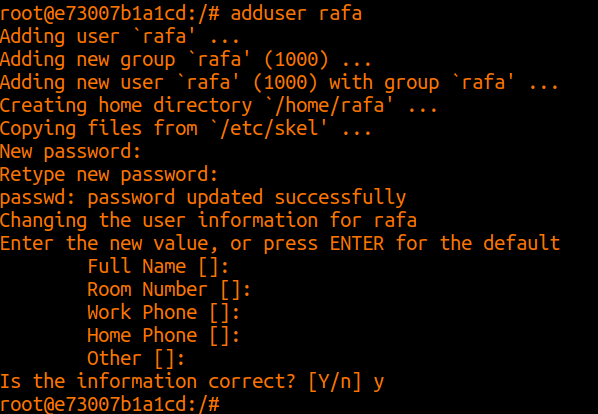 root@e73007b1a1cd:/# adduser rafa
Adding user `rafa' ...
Adding new group `rafa' (1000) ...
Adding new user `rafa' (1000) with group `rafa' ...
Creating home directory `/home/rafa' ...
Copying files from `/etc/skel' ...
New password:
Retype new password:
passwd: password updated successfully
Changing the user information for rafa
Enter the new value, or press ENTER for the default
        Full Name []:
        Room Number []:
        Work Phone []:
        Home Phone []:
        Other []:
Is the information correct? [Y/n] y
root@e73007b1a1cd:/#